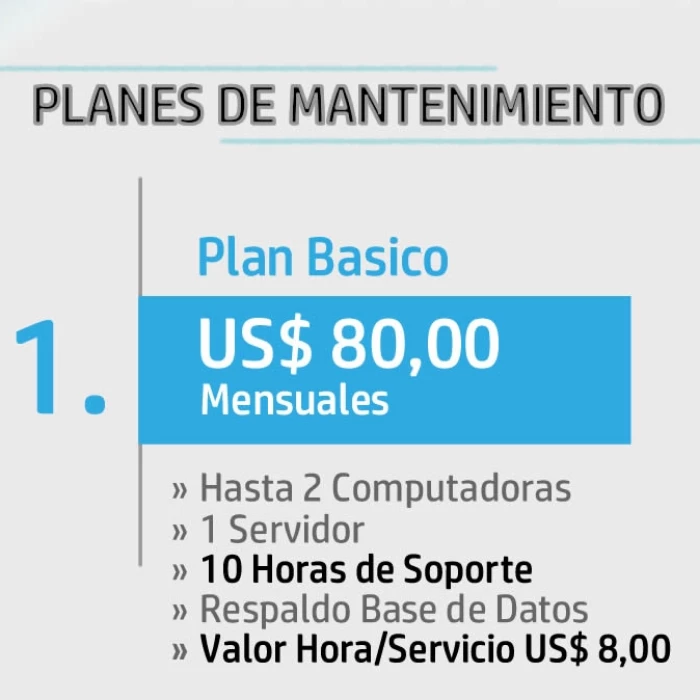 PLANES DE MANTENIMIENTO
Plan Basico
1.
US$ 80,00
Mensuales
» Hasta 2 Computadoras
» 1 Servidor
» 10 Horas de Soporte
» Respaldo Base de Datos
» Valor Hora/Servicio US$ 8,00